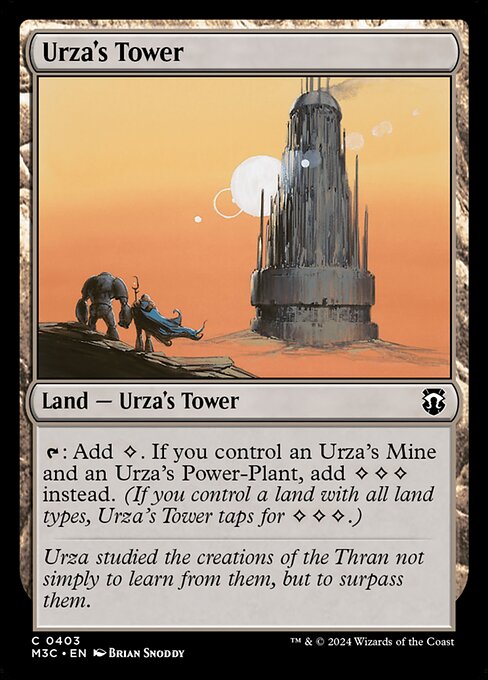 Urza's Tower
Land — Urza's Tower
: Add . If you control an Urza's Mine
and an Urza's Power-Plant, add
instead. (If you control a land with all land
types, Urza's Tower taps for .)
Urza studied the creations of the Thran not
simply to learn from them, but to surpass
them.
C 0403
M3C • EN Brian Snoddy
™ & © 2024 Wizards of the Coast